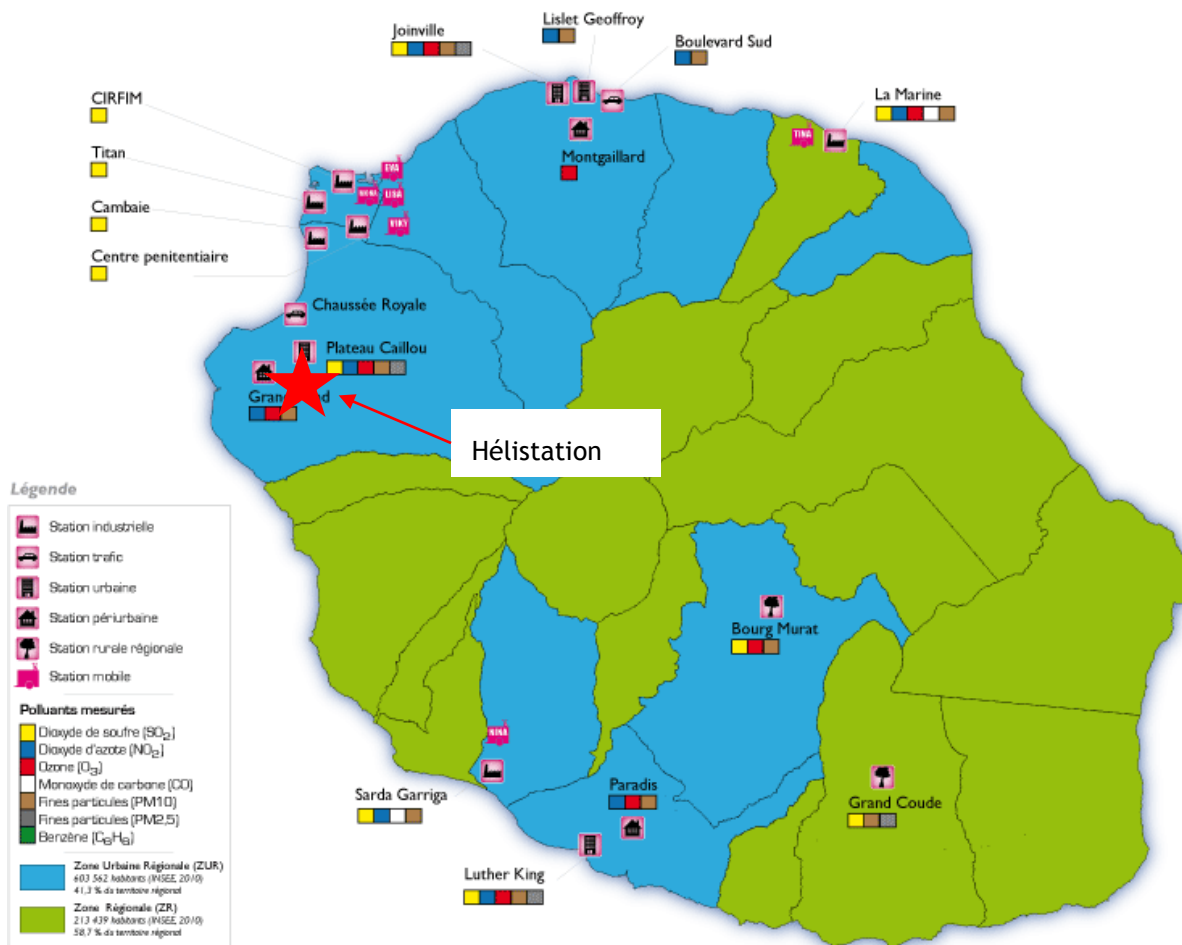 Lislet Geoffroy
Joinville
Boulevard Sud
CIRFIM
La Marine
Titan
TINA
Montgaillard
EVA
LISA
Cambaie
VIKY
Centre penitentiaire
Chaussée Royale
Plateau Caillou
Hélistation
Légende
Station industrielle
Station trafic
Station urbaine
Station périurbaine
Station rurale régionale
Station mobile
Polluants mesurés
Dioxyde de soufre (SO2)
Dioxyde d'azote (NO2)
Ozone (O3)
Monoxyde de carbone (CO)
Fines particules (PM10)
Fines particules (PM2,5)
Benzène (C6H6)
Zone Urbaine Régionale (ZUR)
603 562 habitants (INSEE, 2010)
41,3 % du territoire régional
Zone Régionale (ZR)
213 439 habitants (INSEE, 2010)
58,7 % du territoire régional
Bourg Murat
NINA
Sarda Garriga
Paradis
Grand Coude
Luther King